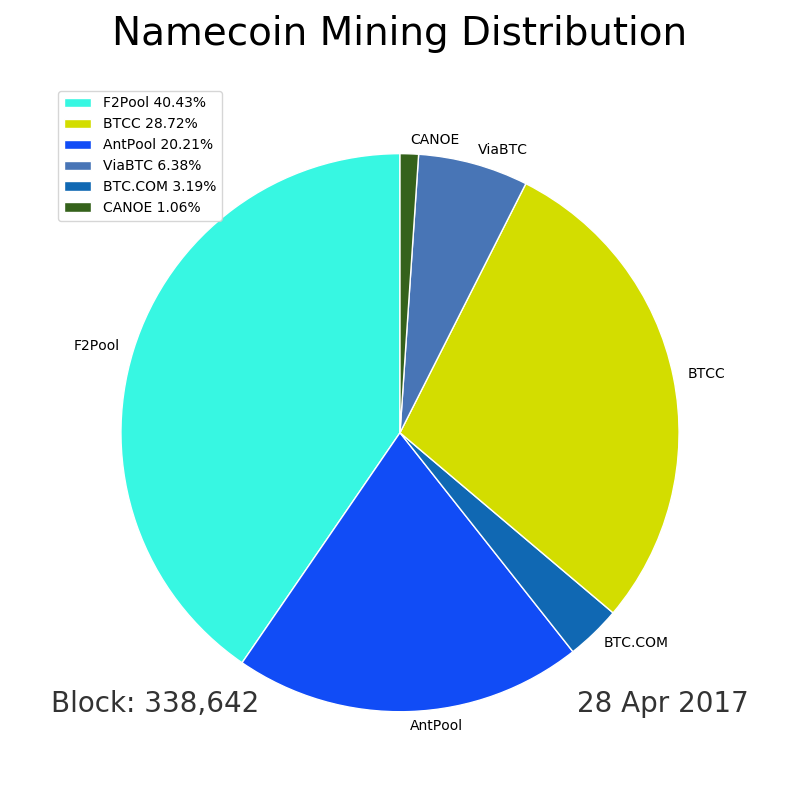 Namecoin Mining Distribution
F2Pool 40.43%
BTCC 28.72%
AntPool 20.21%
ViaBTC 6.38%
BTC.COM 3.19%
CANOE 1.06%
CANOE
ViaBTC
F2Pool
BTCC
BTC.COM
AntPool
Block: 338,642
28 Apr 2017